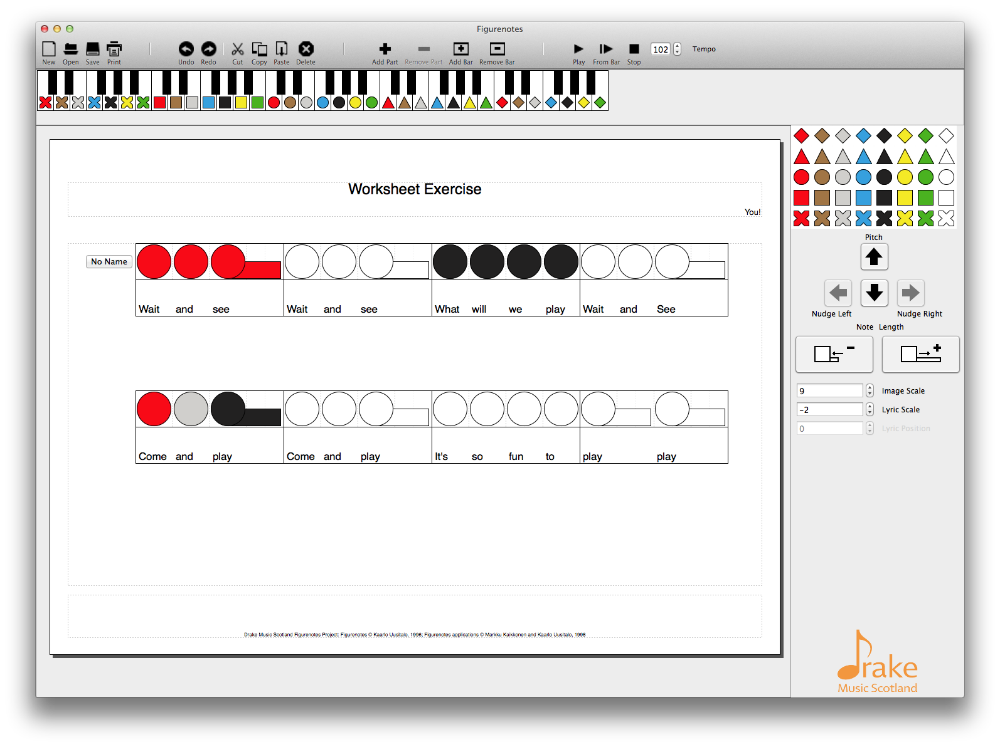 Figurenotes
New Open Save Print Undo Redo Cut Copy Paste Delete Add Part Remove Part Add Bar Remove Bar Play From Bar Stop 102 Tempo
Worksheet Exercise
You!
No Name
Wait and see Wait and see What will we play Wait and See
Come and play Come and play It's so fun to play play
Drake Music Scotland Figurenotes Project: Figurenotes © Kaarlo Uusitalo, 1996; Figurenotes applications © Markku Kaikkonen and Kaarlo Uusitalo, 1998
Pitch
Nudge Left Nudge Right
Note Length
9 Image Scale
-2 Lyric Scale
0 Lyric Position
Drake
Music Scotland